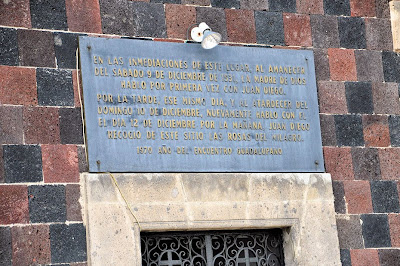 EN LAS INMEDIACIONES DE ESTE LUGAR, AL AMANECER
DEL SABADO 9 DE DICIEMBRE DE 1531, LA MADRE DE DIOS
HABLO POR PRIMERA VEZ CON JUAN DIEGO.
POR LA TARDE ESE MISMO DIA, Y AL ATARDECER DEL
DOMINGO 10 DE DICIEMBRE, NUEVAMENTE HABLO CON EL.
EL DIA 12 DE DICIEMBRE POR LA MAÑANA, JUAN DIEGO
RECOGIO DE ESTE SITIO LAS ROSAS DEL MILAGRO.
AÑO DEL ENCUENTRO GUADALUPANO